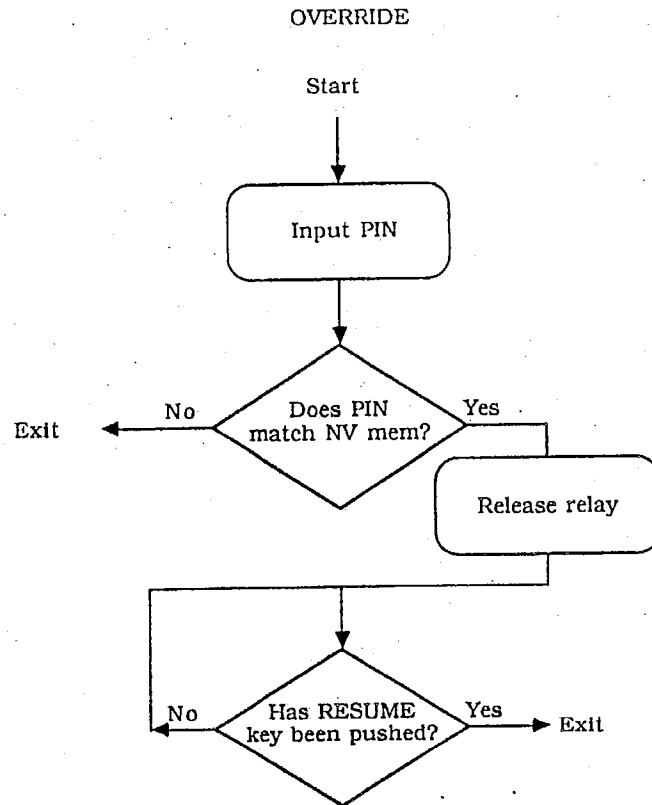 OVERRIDE
Start
Input PIN
No
Does PIN
Yes
Exit
match NV mem?
Release relay
No
Has RESUME
Yes
key been pushed?
Exit